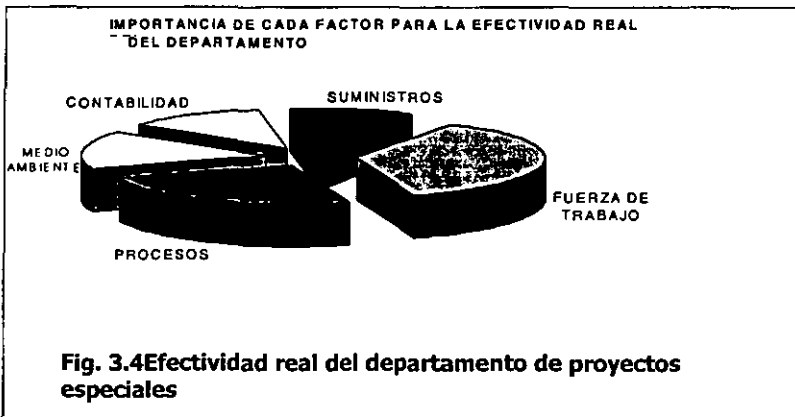 IMPORTANCIA DE CADA FACTOR PARA LA EFECTIVIDAD REAL
DEL DEPARTAMENTO
CONTABILIDAD
SUMINISTROS
MEDIO
AMBIENTE
FUERZA DE
TRABAJO
PROCESOS
Fig. 3.4Efectividad real del departamento de proyectos
especiales